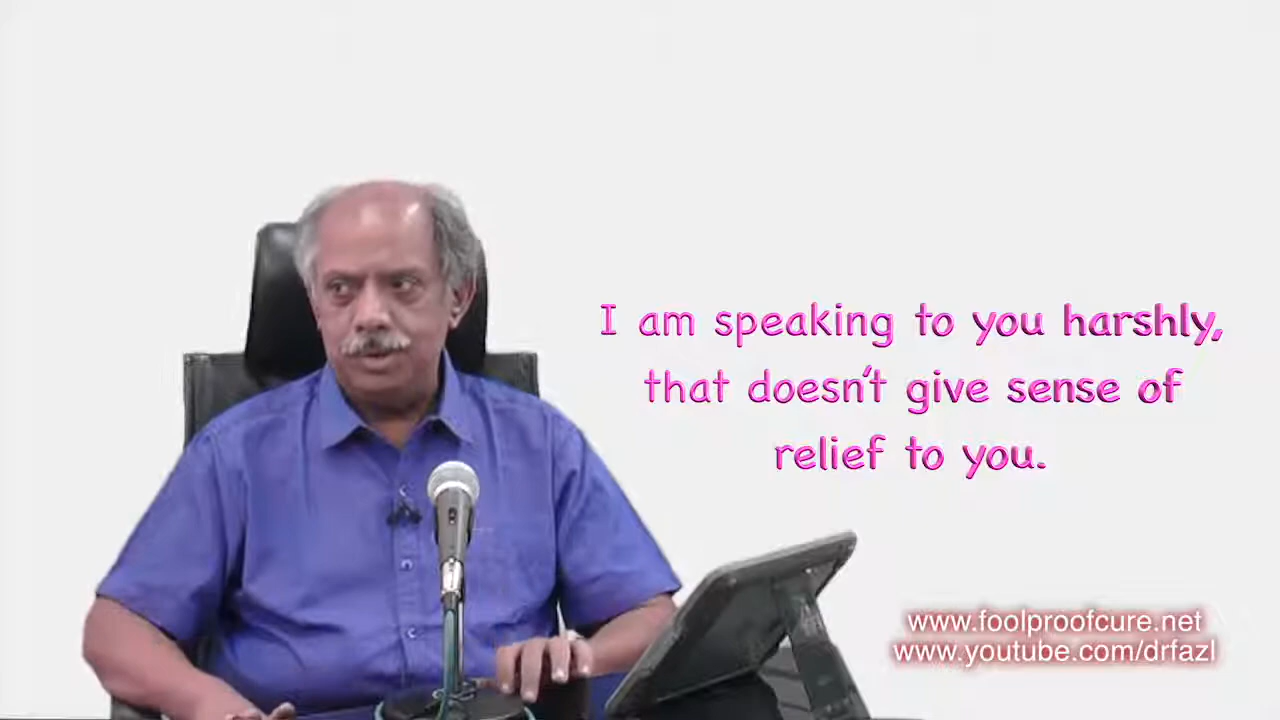 I am speaking to you harshly,
that doesn't give sense of
relief to you.
www.foolproofcure.net
www.youtube.com/drfazl